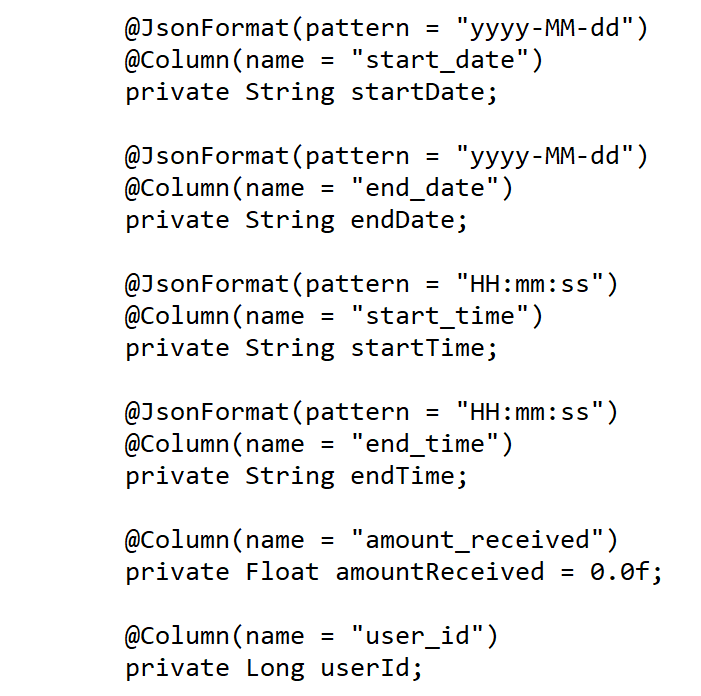 @JsonFormat(pattern = "yyyy-MM-dd")
@Column(name = "start_date")
private String startDate;
@JsonFormat(pattern = "yyyy-MM-dd")
@Column(name = "end_date")
private String endDate;
@JsonFormat(pattern = "HH:mm:ss")
@Column(name = "start_time")
private String startTime;
@JsonFormat(pattern = "HH:mm:ss")
@Column(name = "end_time")
private String endTime;
@Column(name = "amount_received")
private Float amountReceived = 0.0f;
@Column(name = "user_id")
private Long userId;